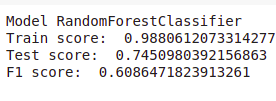 Model RandomForestClassifier
Train score:  0.9880612073314277
Test score:  0.7450980392156863
F1 score:  0.6086471823913261